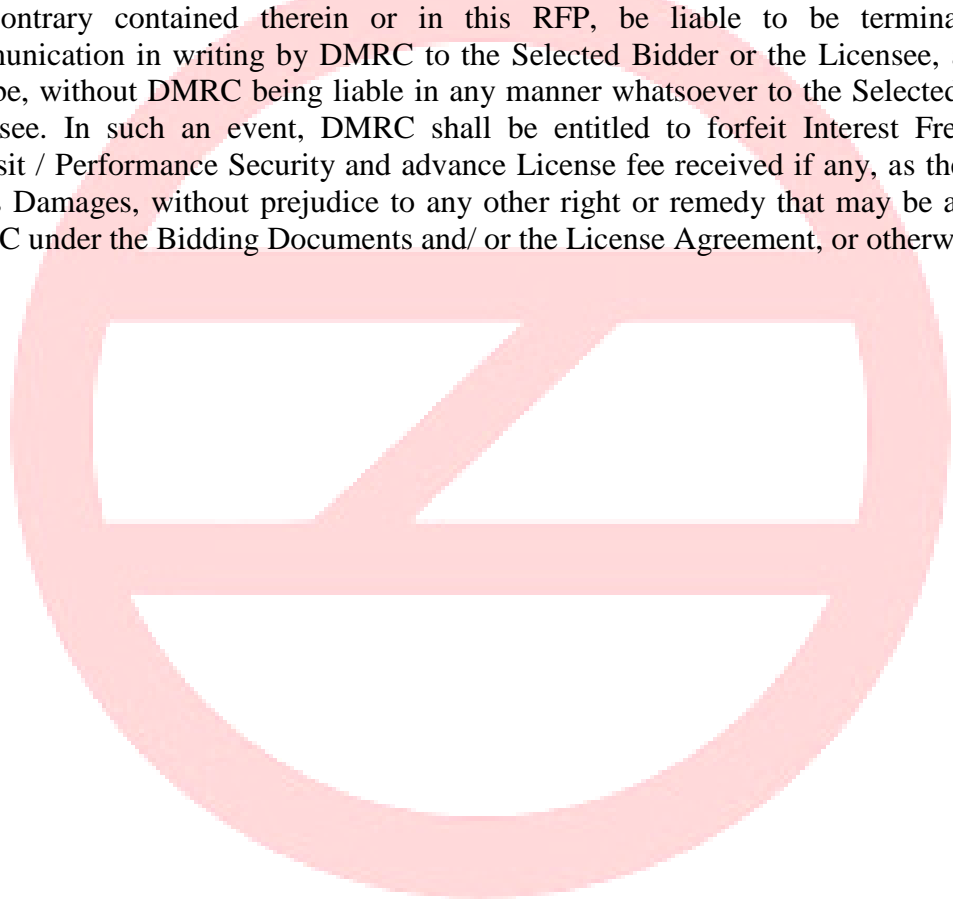 ontrary contained therein or in this RFP, be liable to be termina
munication in writing by DMRC to the Selected Bidder or the Licensee,
be, without DMRC being liable in any manner whatsoever to the Selected
see. In such an event, DMRC shall be entitled to forfeit Interest Fre
sit / Performance Security and advance License fee received if any, as the
s Damages, without prejudice to any other right or remedy that may be a
C under the Bidding Documents and/ or the License Agreement, or otherw